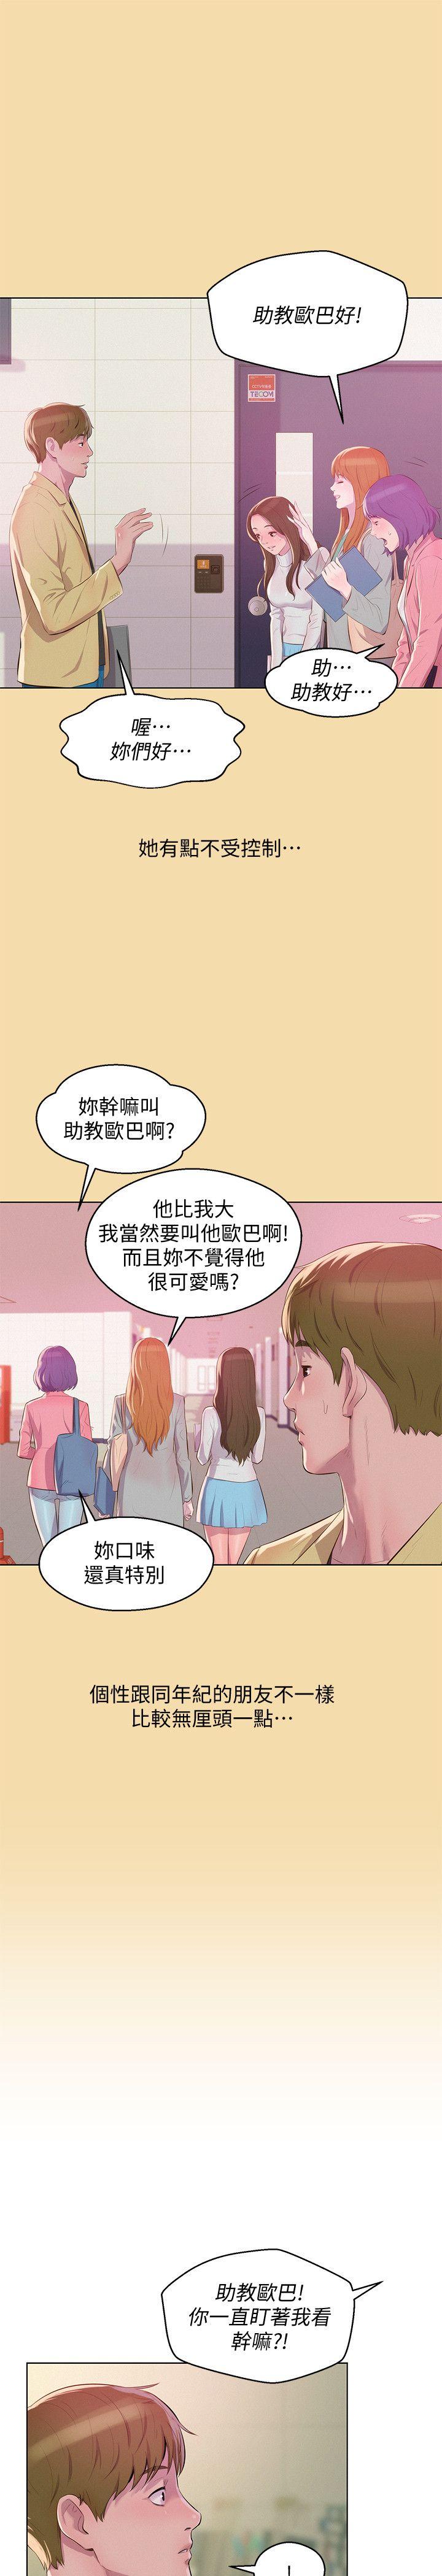 助教歐巴好!
TECOM
助…
助教好…
喔…
妳們好…
她有點不受控制…
妳幹嘛叫
助教歐巴啊?
他比我大
我當然要叫他歐巴啊!
而且妳不覺得他
很可愛嗎?
妳口味
還真特別
個性跟同年紀的朋友不一樣
比較無厘頭一點…
助教歐巴!
你一直盯著我看
幹嘛?!
!